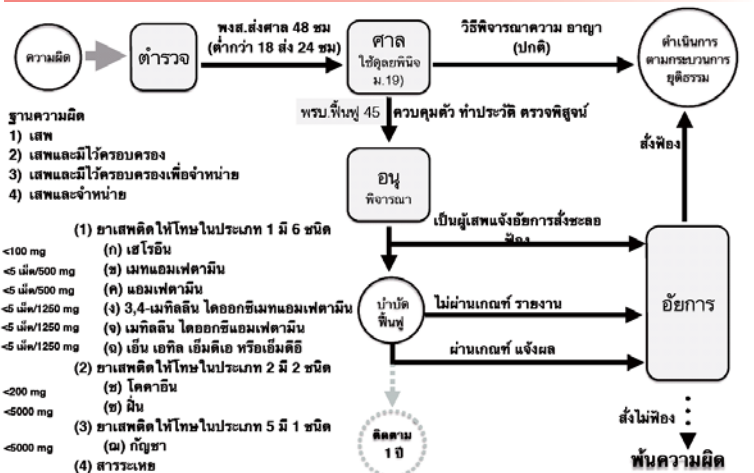 พงส.ส่งศาล 48 ชม
(ต่ำกว่า 18 ส่ง 24 ชม)
วิธีพิจารณาความ อาญา
(ปกติ)
ความผิด
ตำรวจ
ศาล
ใช้ดุลยพินิจ
ม.19)
ดำเนินการ
ตามกระบวนการ
ยุติธรรม
พรบ.ฟื้นฟู 45
ควบคุมตัว ทำประวัติ ตรวจพิสูจน์
สั่งฟ้อง
ฐานความผิด
1) เสพ
2) เสพและมีไว้ครอบครอง
3) เสพและมีไว้ครอบครองเพื่อจำหน่าย
4) เสพและจำหน่าย
อนุ
พิจารณา
เป็นผู้เสพแจ้งอัยการสั่งชะลอ
ฟ้อง
(1) ยาเสพติดให้โทษในประเภท 1 มี 6 ชนิด
<100 mg (ก) เฮโรอีน
<5 เม็ด/500 mg (ข) เมทแอมเฟตามีน
<5 เม็ด/500 mg (ค) แอมเฟตามีน
<5 เม็ด/1250 mg (ง) 3,4-เมทิลลีน ไดออกซีเมทแอมเฟตามีน
<5 เม็ด/1250 mg (จ) เมทิลลีน ไดออกซีแอมเฟตามีน
<5 เม็ด/1250 mg (ฉ) เอ็น เอทิล เอ็มดีเอ หรือเอ็มดีอี
บำบัด
ฟื้นฟู
ไม่ผ่านเกณฑ์ รายงาน
ผ่านเกณฑ์ แจ้งผล
อัยการ
(2) ยาเสพติดให้โทษในประเภท 2 มี 2 ชนิด
<200 mg (ช) โคคาอีน
<5000 mg (ซ) ฝิ่น
(3) ยาเสพติดให้โทษในประเภท 5 มี 1 ชนิด
<5000 mg (ฌ) กัญชา
(4) สารระเหย
ติดตาม
1 ปี
สั่งไม่ฟ้อง
พ้นความผิด